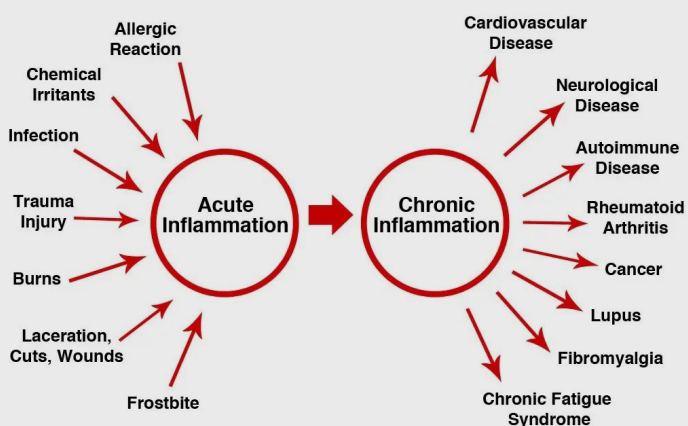 Allergic
Reaction
Chemical
Irritants
Infection
Trauma
Injury
Burns
Laceration,
Cuts, Wounds
Frostbite
Acute
Inflammation
Chronic
Inflammation
Cardiovascular
Disease
Neurological
Disease
Autoimmune
Disease
Rheumatoid
Arthritis
Cancer
Lupus
Fibromyalgia
Chronic Fatigue
Syndrome